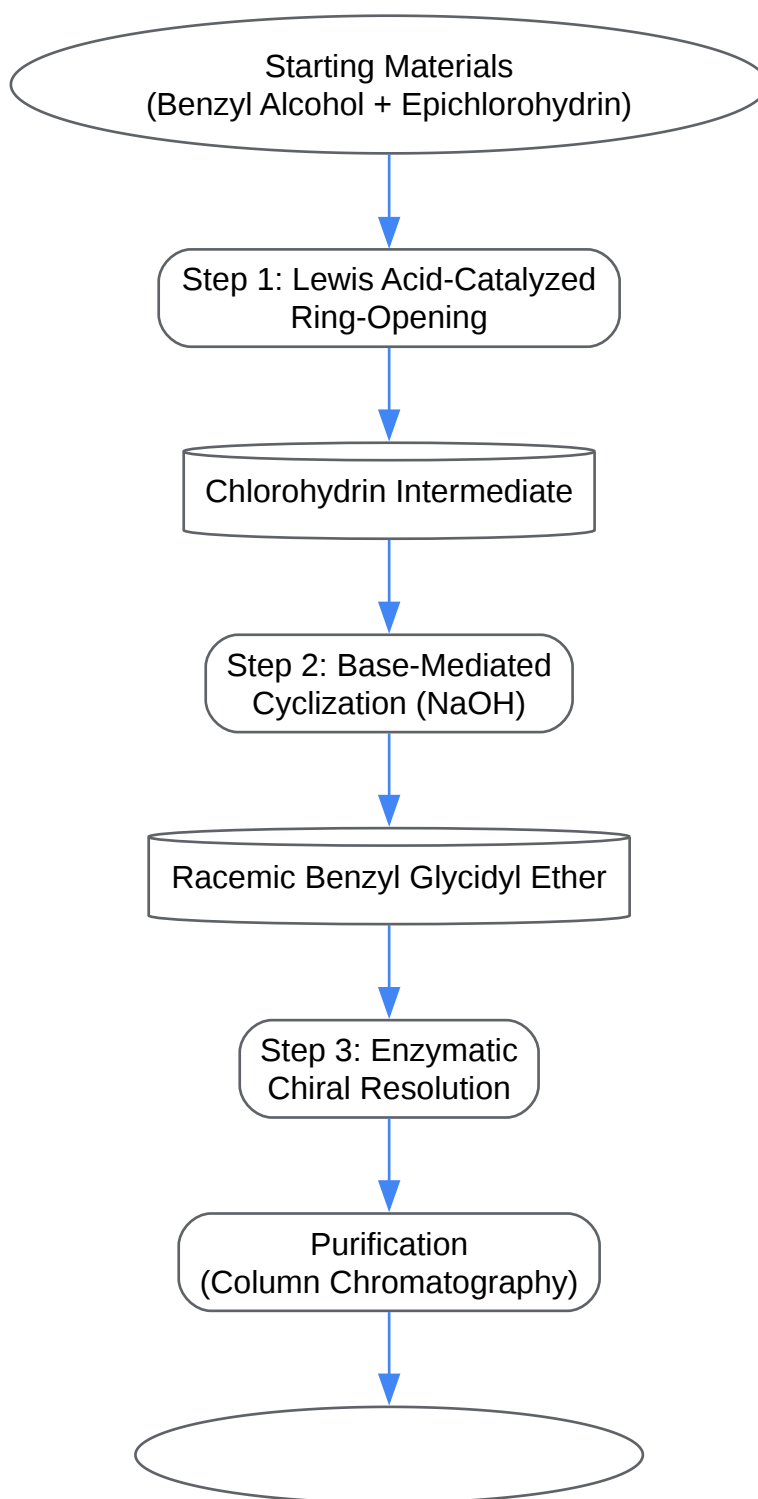 Starting Materials
(Benzyl Alcohol + Epichlorohydrin)
Step 1: Lewis Acid-Catalyzed
Ring-Opening
Chlorohydrin Intermediate
Step 2: Base-Mediated
Cyclization (NaOH)
Racemic Benzyl Glycidyl Ether
Step 3: Enzymatic
Chiral Resolution
Purification
(Column Chromatography)